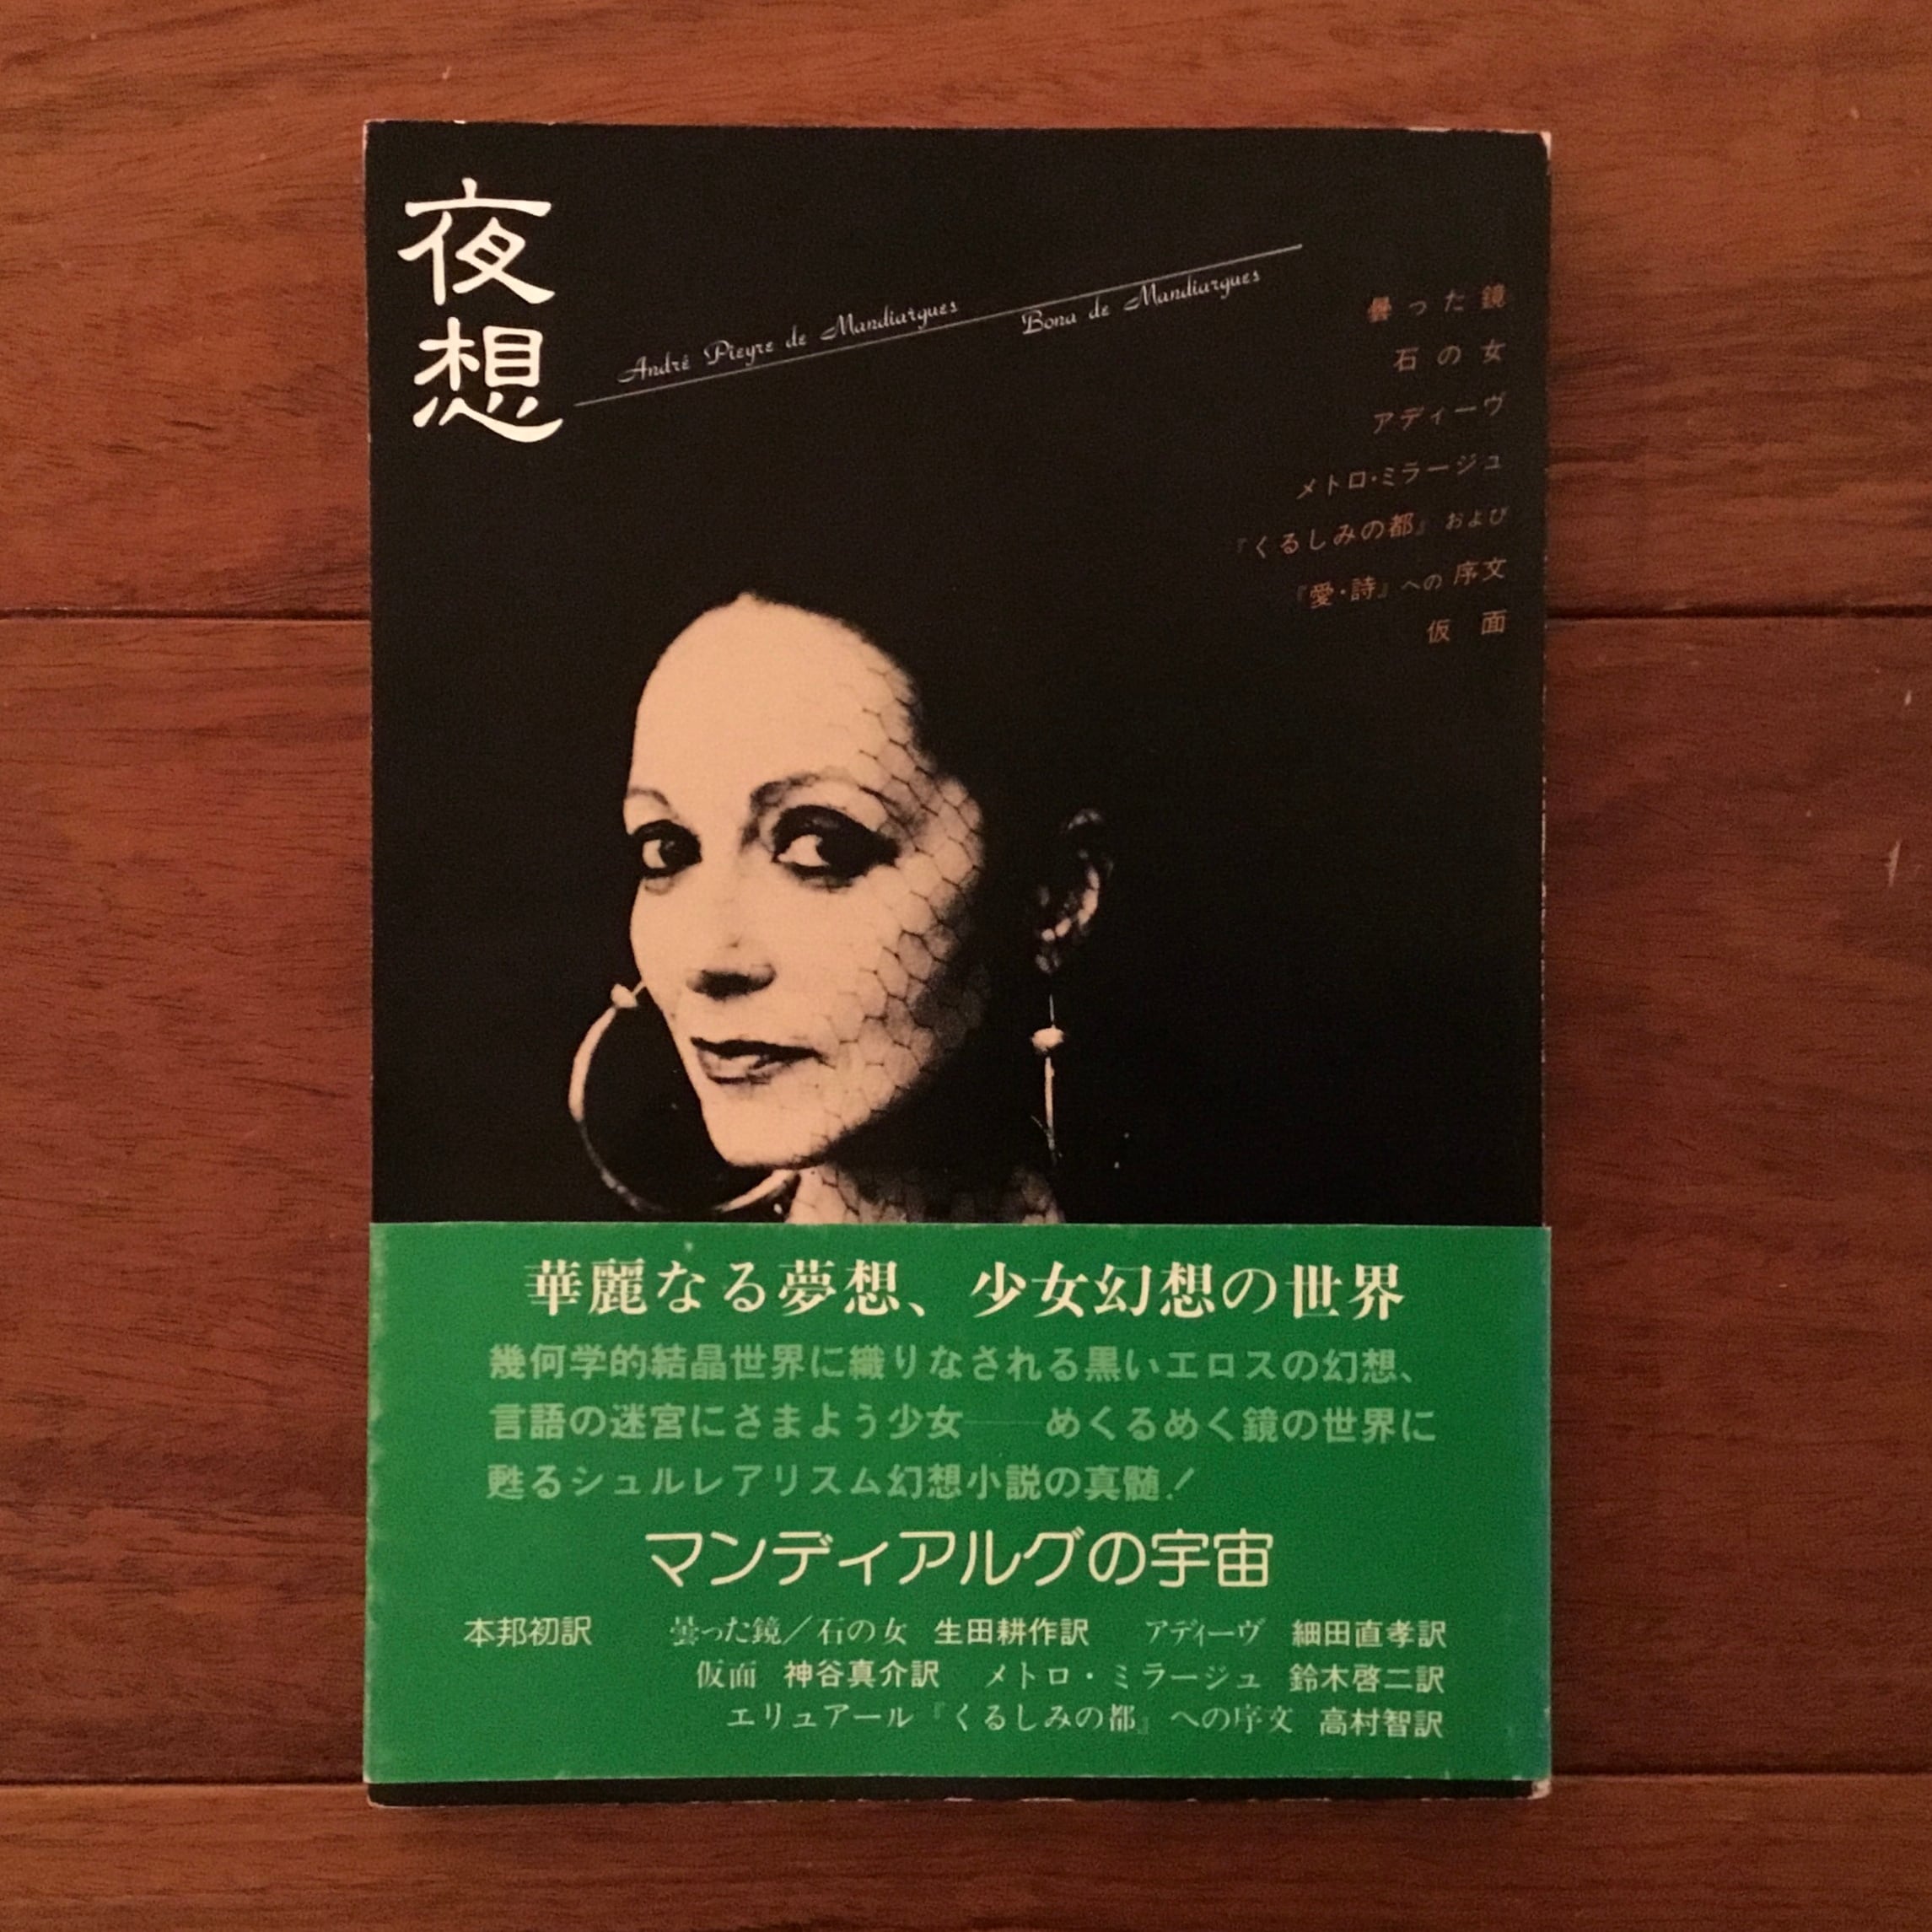 夜想
André Pieyre de Mandiargues
Bona de Mandiargues
曇った鏡
石の女
アディーヴ
メトロ・ミラージュ
『くるしみの都』および
『愛・詩』への序文
仮面
華麗なる夢想、少女幻想の世界
幾何学的結晶世界に織りなされる黒いエロスの幻想、
言語の迷宮にさまよう少女――めくるめく鏡の世界に
甦るシュルレアリスム幻想小説の真髄!
マンディアルグの宇宙
本邦初訳 曇った鏡/石の女 生田耕作訳 アディーヴ 細田直孝訳
仮面 神谷真介訳 メトロ・ミラージュ 鈴木啓二訳
エリュアール『くるしみの都』への序文 高村智訳